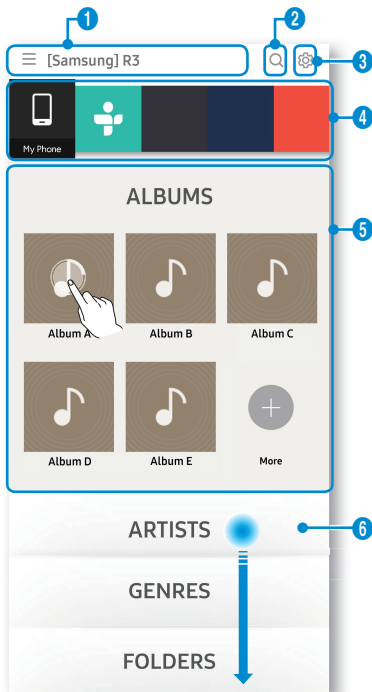 1
2
[Samsung] R3
3
4
My Phone
ALBUMS
5
Album A
Album B
Album C
Album D
Album E
More
ARTISTS
6
GENRES
FOLDERS